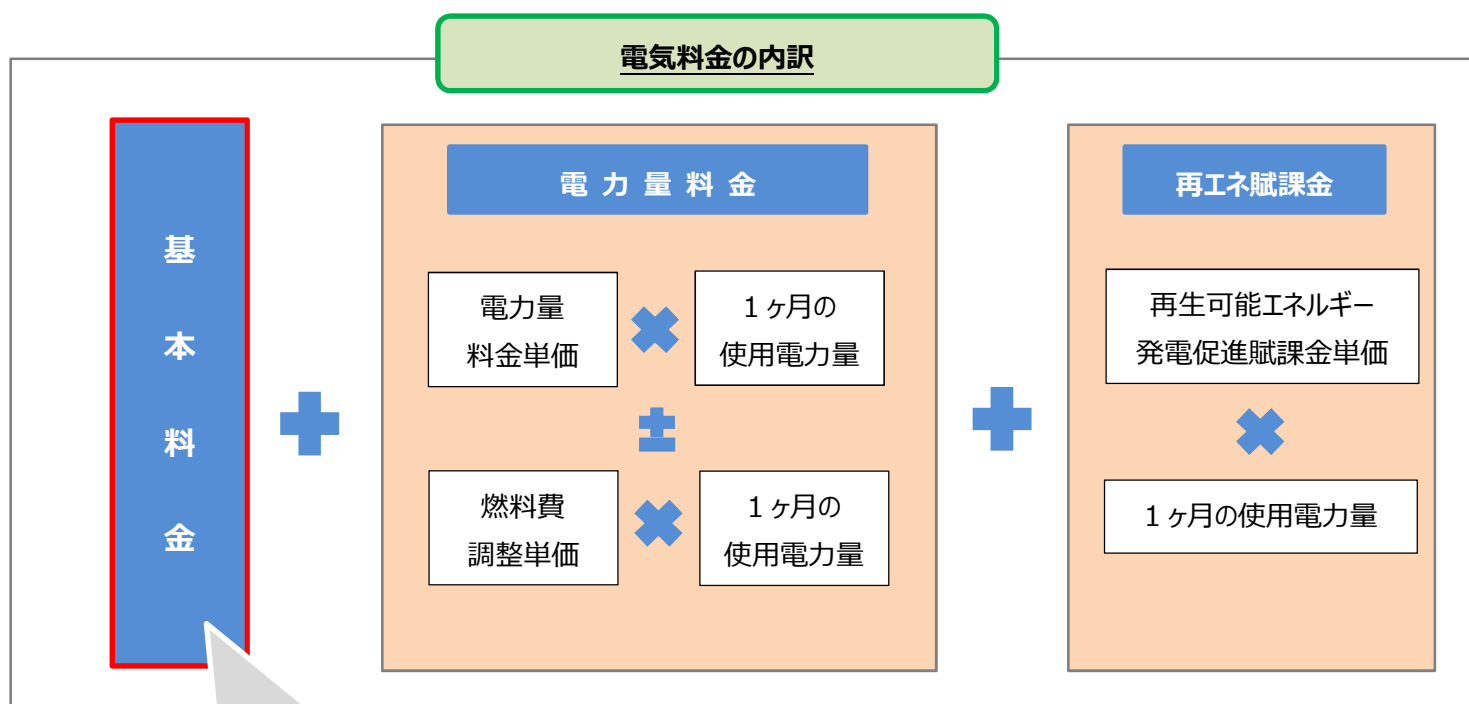 電気料金の内訳
基
本
料
金
電力量料金
電力量
料金単価
1ヶ月の
使用電力量
燃料費
調整単価
1ヶ月の
使用電力量
再エネ賦課金
再生可能エネルギー
発電促進賦課金単価
1ヶ月の使用電力量